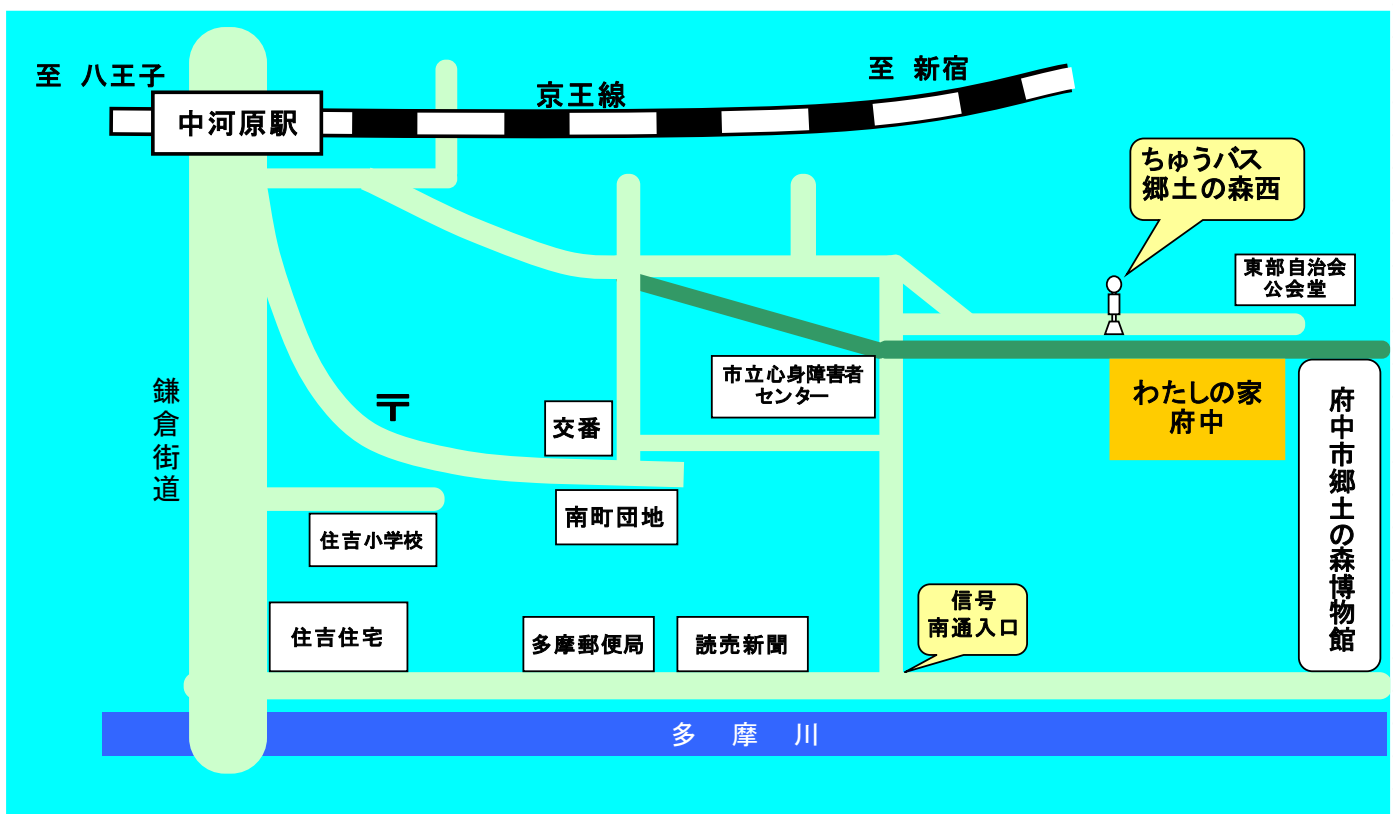 至 八王子
中河原駅
京王線
至 新宿
ちゅうバス
郷土の森西
東部自治会
公会堂
市立心身障害者
センター
わたしの家
府中
府中市郷土の森博物館
鎌倉街道
〒
交番
南町団地
住吉小学校
住吉住宅
多摩郵便局
読売新聞
信号
南通入口
多摩川